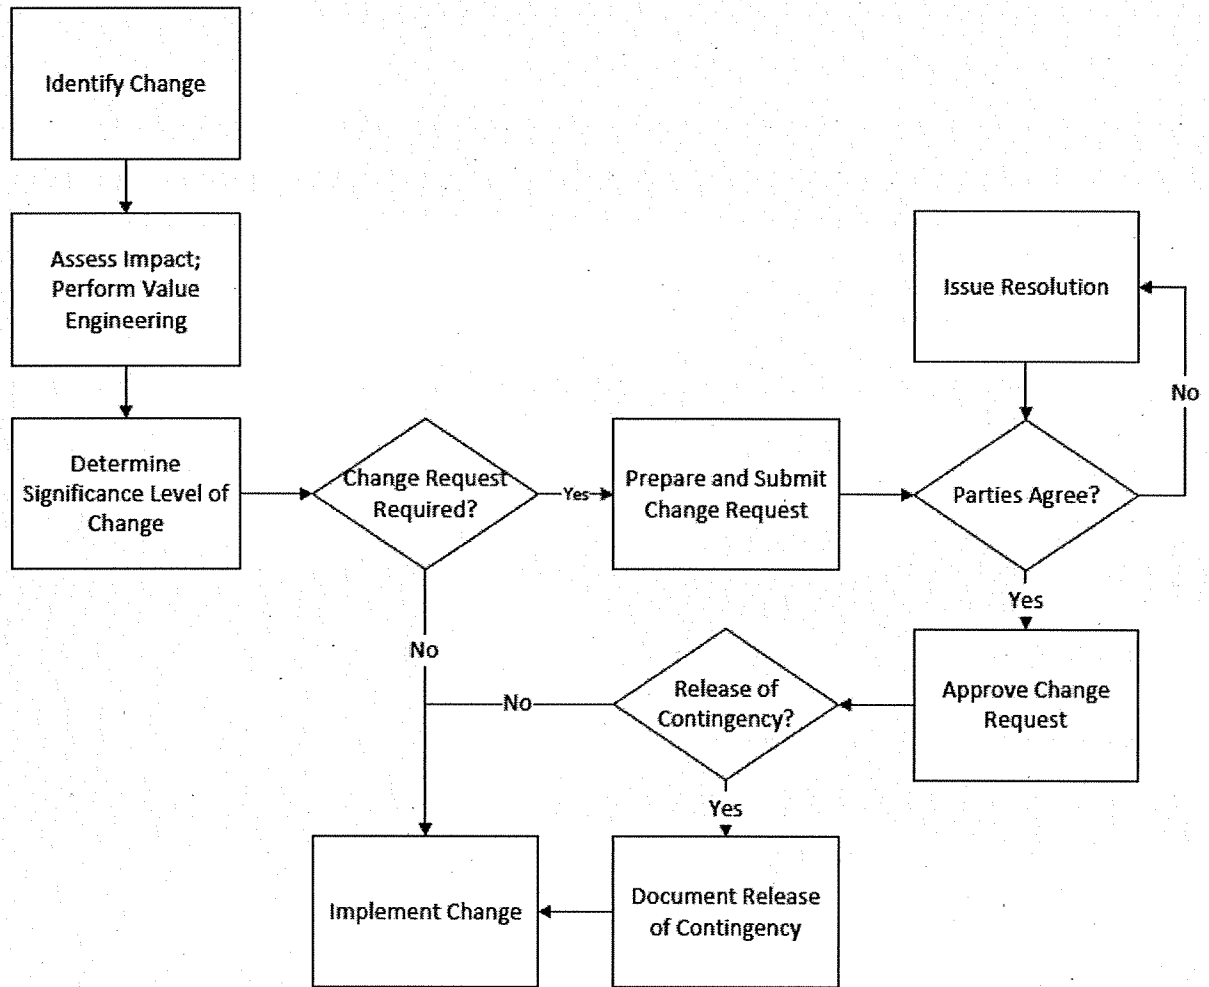 Identify Change
Assess Impact;
Perform Value
Engineering
Issue Resolution
No
Determine
Significance Level of
Change
Change Request
Required?
Yes
Prepare and Submit
Change Request
Parties Agree?
Yes
No
Release of
Contingency?
No
Approve Change
Request
Yes
Implement Change
Document Release
of Contingency